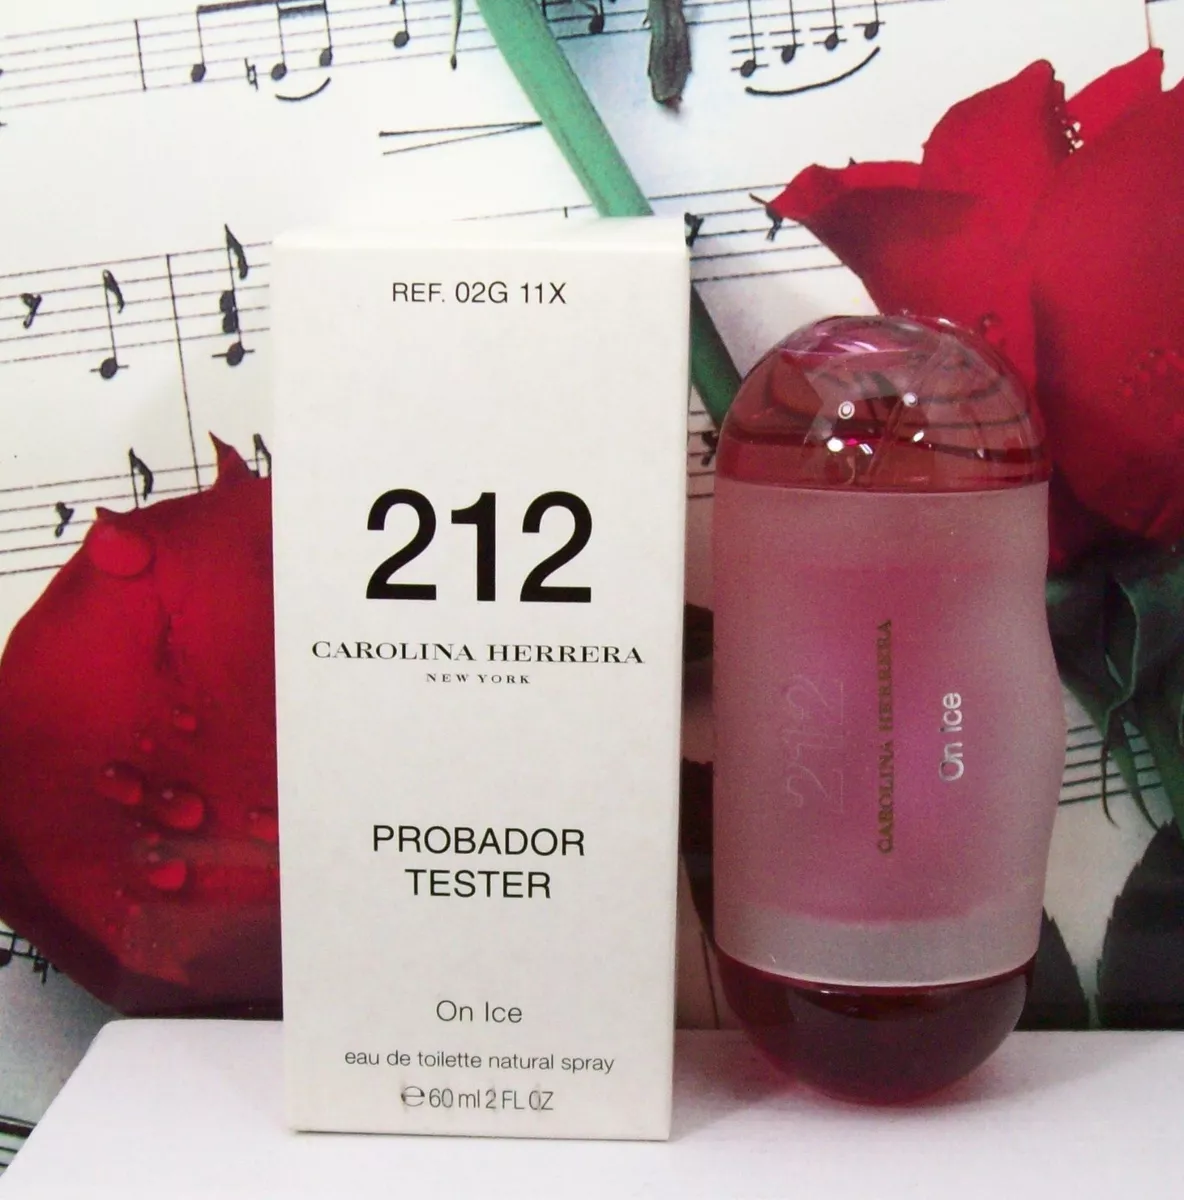 REF. 02G 11X
212
CAROLINA HERRERA
NEW YORK
PROBADOR
TESTER
On Ice
eau de toilette natural spray
℮60 ml 2 FL OZ
212
CAROLINA HERRERA
On ice